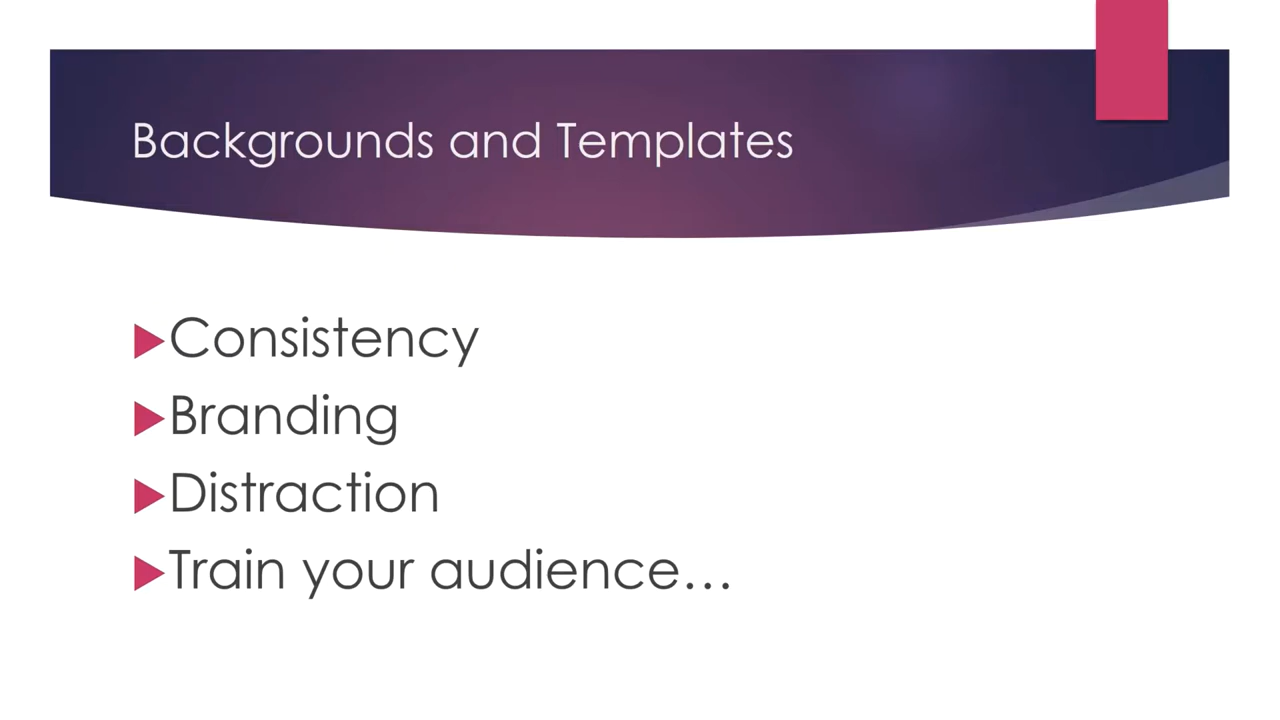 Backgrounds and Templates
Consistency
Branding
Distraction
Train your audience…